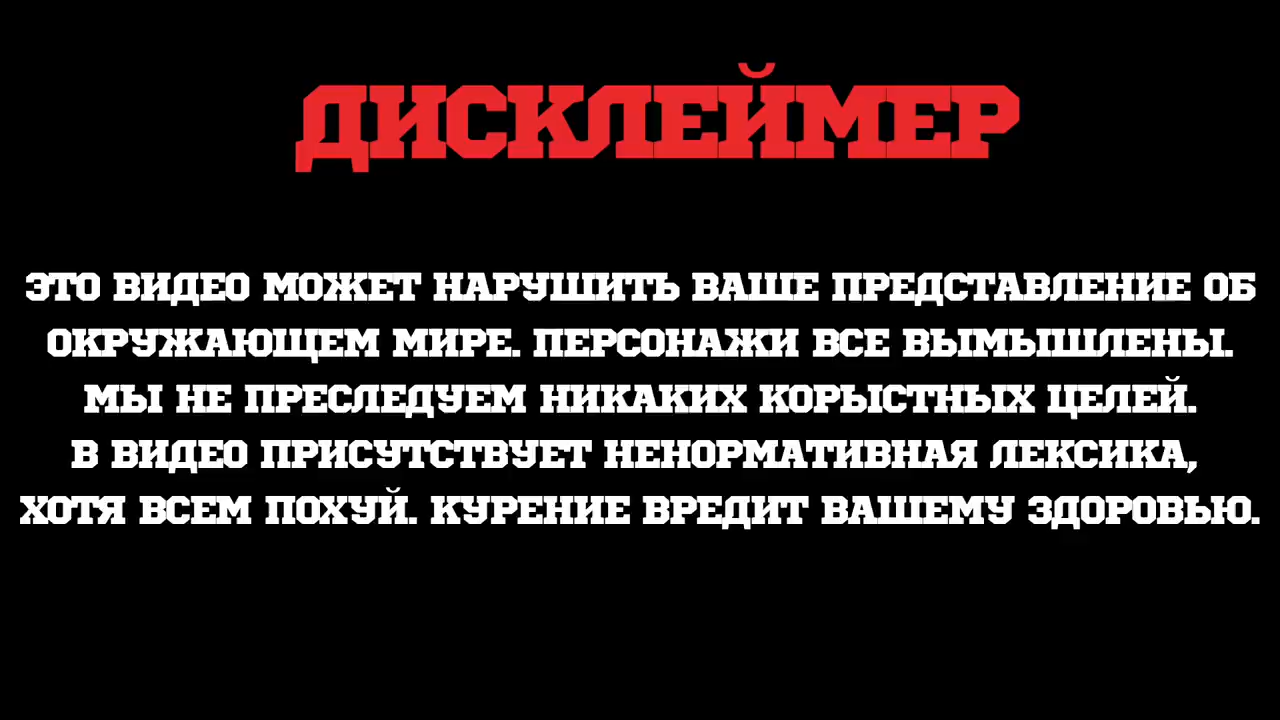 ДИСКЛЕЙМЕР
ЭТО ВИДЕО МОЖЕТ НАРУШИТЬ ВАШЕ ПРЕДСТАВЛЕНИЕ ОБ
ОКРУЖАЮЩЕМ МИРЕ. ПЕРСОНАЖИ ВСЕ ВЫМЫШЛЕНЫ.
МЫ НЕ ПРЕСЛЕДУЕМ НИКАКИХ КОРЫСТНЫХ ЦЕЛЕЙ.
В ВИДЕО ПРИСУТСТВУЕТ НЕНОРМАТИВНАЯ ЛЕКСИКА,
ХОТЯ ВСЕМ ПОХУЙ. КУРЕНИЕ ВРЕДИТ ВАШЕМУ ЗДОРОВЬЮ.